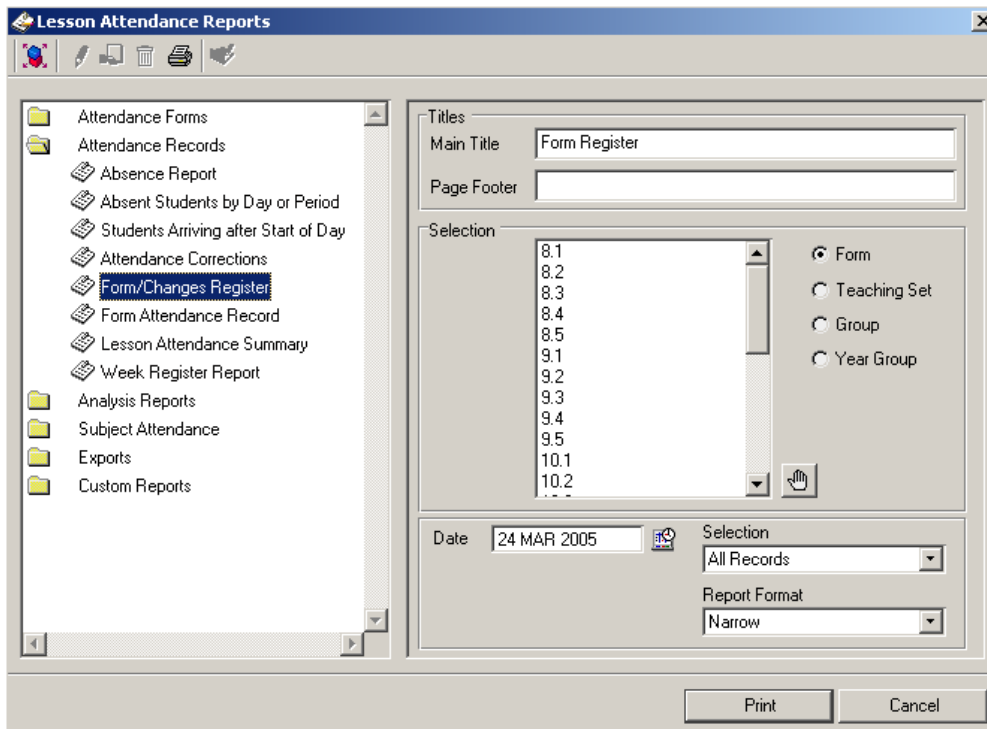 Lesson Attendance Reports
Attendance Forms
Attendance Records
Absence Report
Absent Students by Day or Period
Students Arriving after Start of Day
Attendance Corrections
Form/Changes Register
Form Attendance Record
Lesson Attendance Summary
Week Register Report
Analysis Reports
Subject Attendance
Exports
Custom Reports
Titles
Main Title Form Register
Page Footer
Selection
8.1
8.2
8.3
8.4
8.5
9.1
9.2
9.3
9.4
9.5
10.1
10.2
Form
Teaching Set
Group
Year Group
Date 24 MAR 2005
Selection
All Records
Report Format
Narrow
Print Cancel